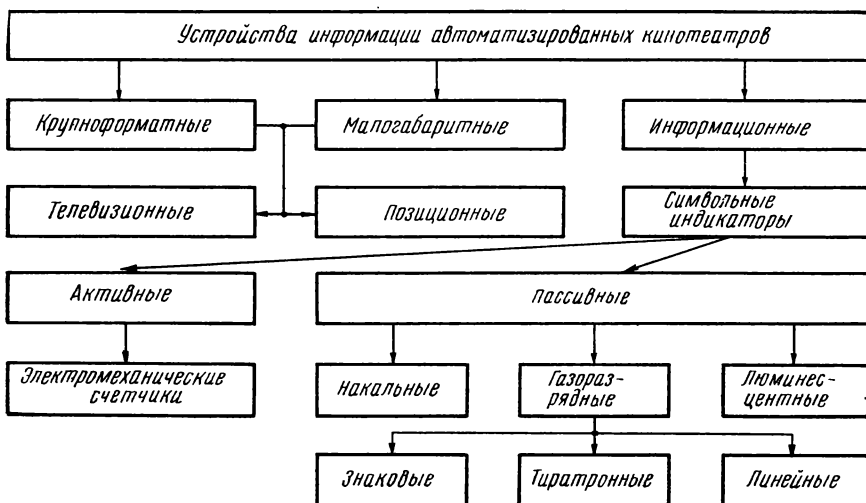 Устройства информации автоматизированных кинотеатров
Крупноформатные
Малогабаритные
Информационные
Телевизионные
Позиционные
Символьные
индикаторы
Активные
Пассивные
Электромеханические
счетчики
Накальные
Газораз-
рядные
Люминес-
центные
Знаковые
Тиратронные
Линейные